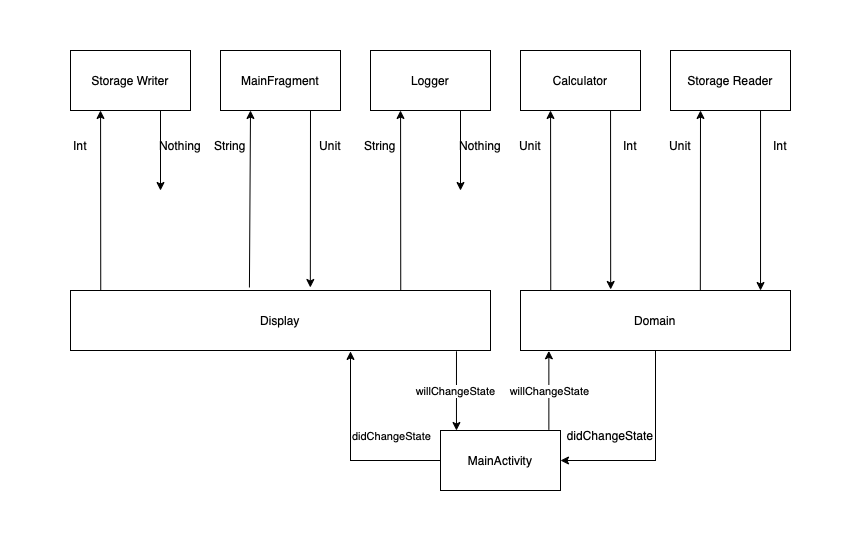 Storage Writer
MainFragment
Logger
Calculator
Storage Reader
Int
Nothing
String
Unit
String
Nothing
Unit
Int
Unit
Int
Display
Domain
willChangeState
willChangeState
didChangeState
didChangeState
MainActivity